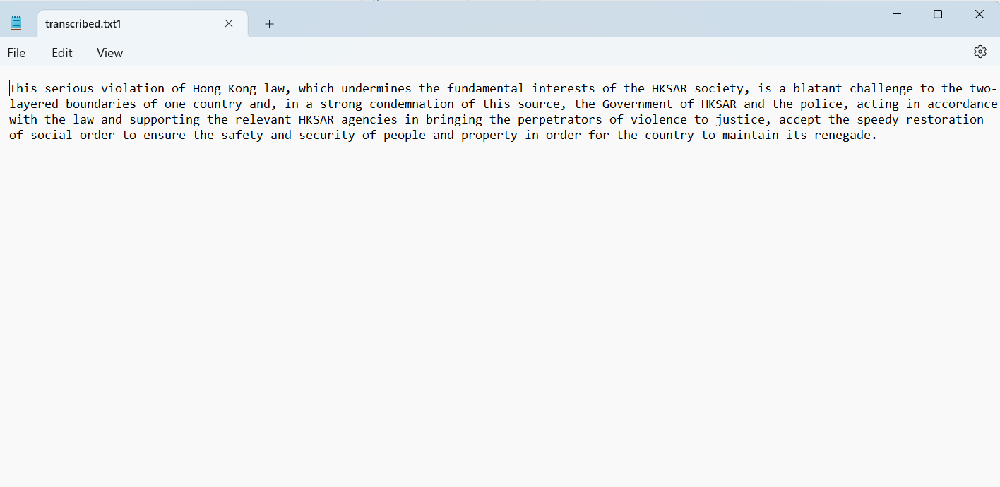 transcribed.txt1
File Edit View
This serious violation of Hong Kong law, which undermines the fundamental interests of the HKSAR society, is a blatant challenge to the two-
layered boundaries of one country and, in a strong condemnation of this source, the Government of HKSAR and the police, acting in accordance
with the law and supporting the relevant HKSAR agencies in bringing the perpetrators of violence to justice, accept the speedy restoration
of social order to ensure the safety and security of people and property in order for the country to maintain its renegade.